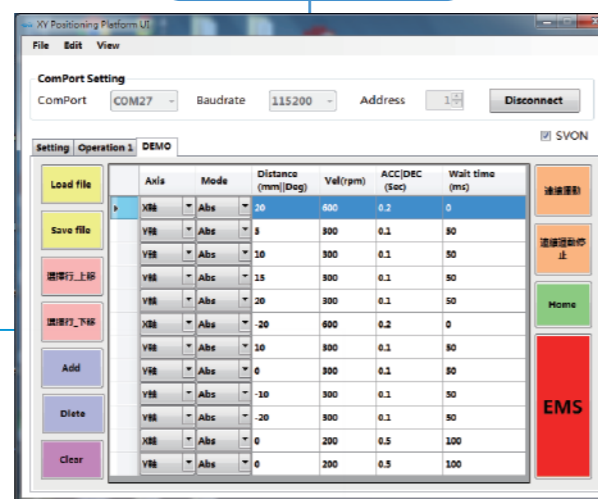 XY Positioning Platform UI
File Edit View
ComPort Setting
ComPort COM27 Baudrate 115200 Address 1 Disconnect
SVON
Setting Operation 1 DEMO
Load file
Save file
選擇行_上移
選擇行_下移
Add
Dlete
Clear
Axis Mode Distance (mm||Deg) Vel(rpm) ACC|DEC (Sec) Wait time (ms)
X軸 Abs 20 600 0.2 0
Y軸 Abs 5 300 0.1 50
Y軸 Abs 10 300 0.1 50
Y軸 Abs 15 300 0.1 50
Y軸 Abs 20 300 0.1 50
X軸 Abs -20 600 0.2 0
Y軸 Abs 10 300 0.1 50
Y軸 Abs 0 300 0.1 50
Y軸 Abs -10 300 0.1 50
Y軸 Abs -20 300 0.1 50
X軸 Abs 0 200 0.5 100
Y軸 Abs 0 200 0.5 100
連續運動
連續運動停
止
Home
EMS